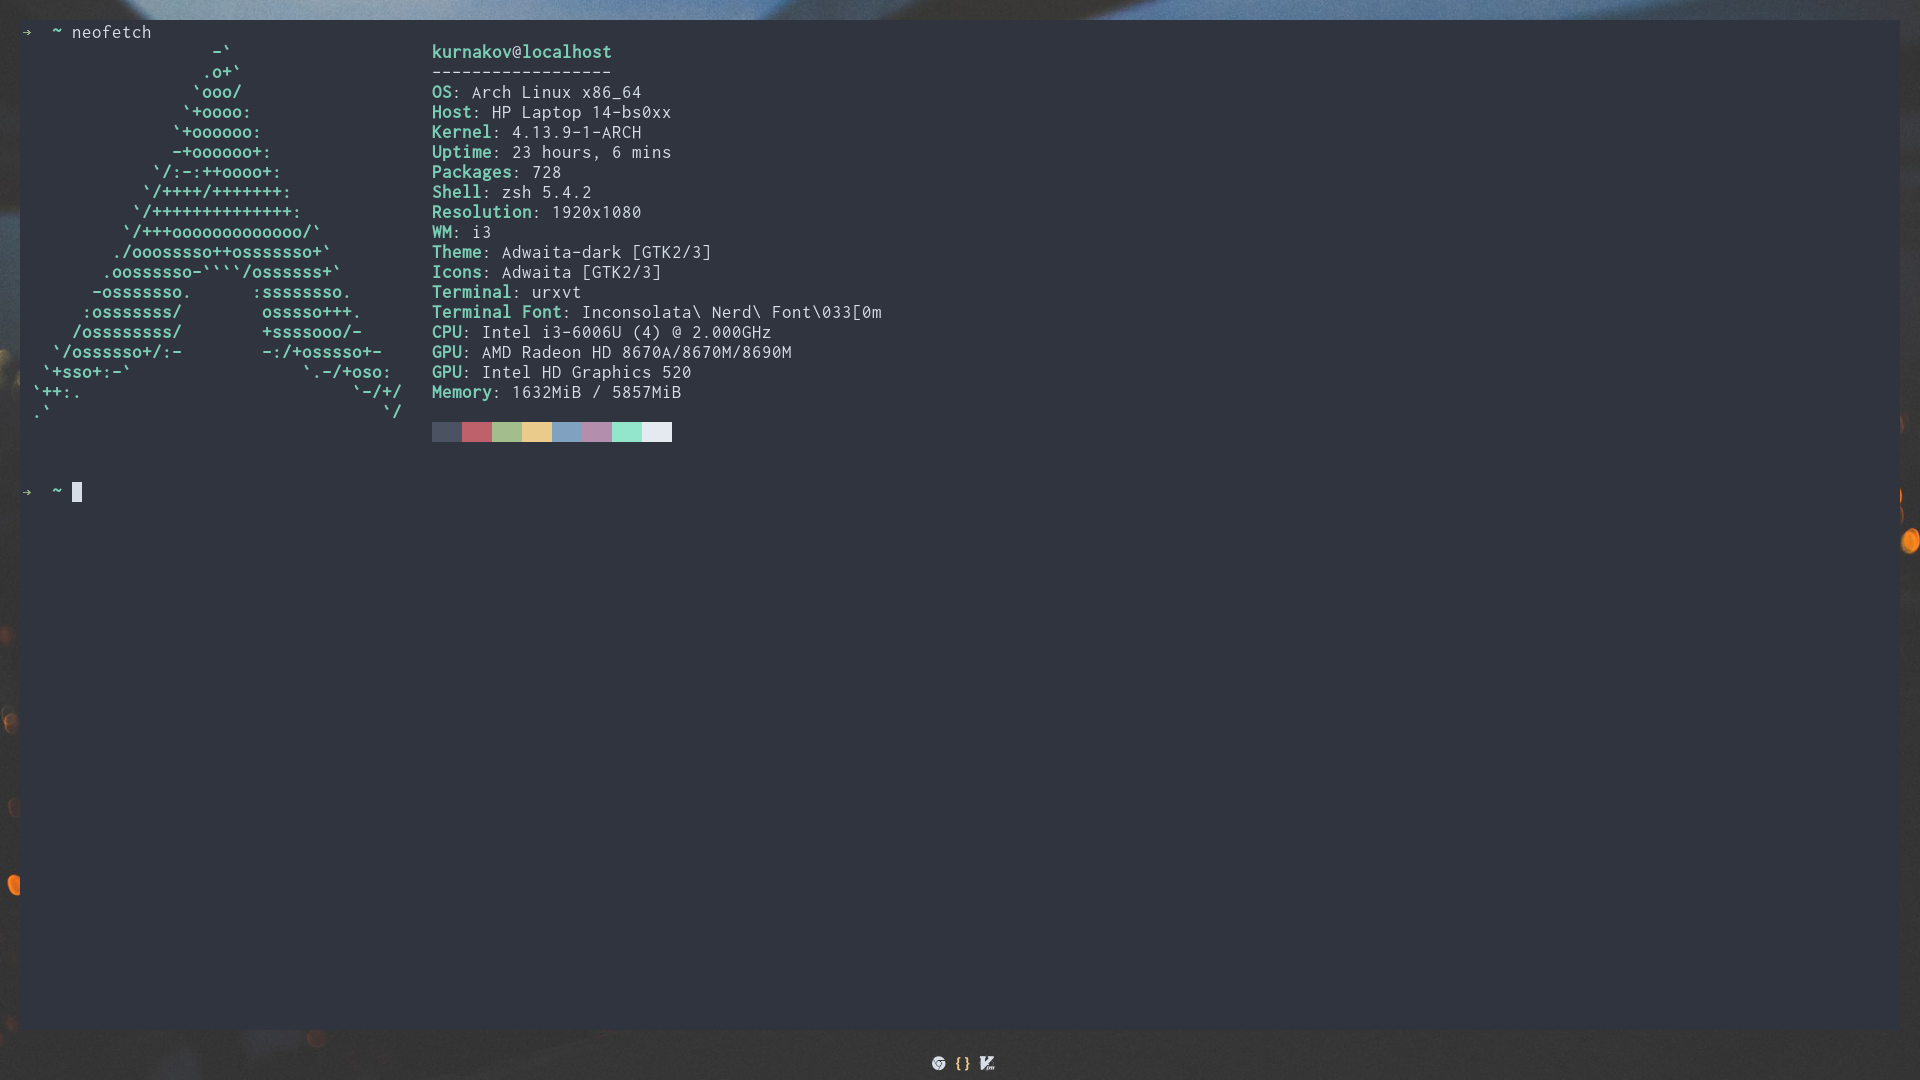 →  ~ neofetch
                   -`                    kurnakov@localhost
                  .o+`                   ------------------
                 `ooo/                   OS: Arch Linux x86_64
                `+oooo:                  Host: HP Laptop 14-bs0xx
               `+oooooo:                 Kernel: 4.13.9-1-ARCH
               -+oooooo+:                Uptime: 23 hours, 6 mins
             `/:-:++oooo+:               Packages: 728
            `/++++/+++++++:              Shell: zsh 5.4.2
           `/++++++++++++++:             Resolution: 1920x1080
          `/+++ooooooooooooo/`           WM: i3
         ./ooosssso++osssssso+`          Theme: Adwaita-dark [GTK2/3]
        .oossssso-````/ossssss+`         Icons: Adwaita [GTK2/3]
       -osssssso.      :ssssssso.        Terminal: urxvt
      :osssssss/        osssso+++.       Terminal Font: Inconsolata\ Nerd\ Font\033[0m
     /ossssssss/        +ssssooo/-       CPU: Intel i3-6006U (4) @ 2.000GHz
   `/ossssso+/:-        -:/+osssso+-     GPU: AMD Radeon HD 8670A/8670M/8690M
  `+sso+:-`                 `.-/+oso:    GPU: Intel HD Graphics 520
 `++:.                           `-/+/   Memory: 1632MiB / 5857MiB
 .`                                 `/
→  ~
{}